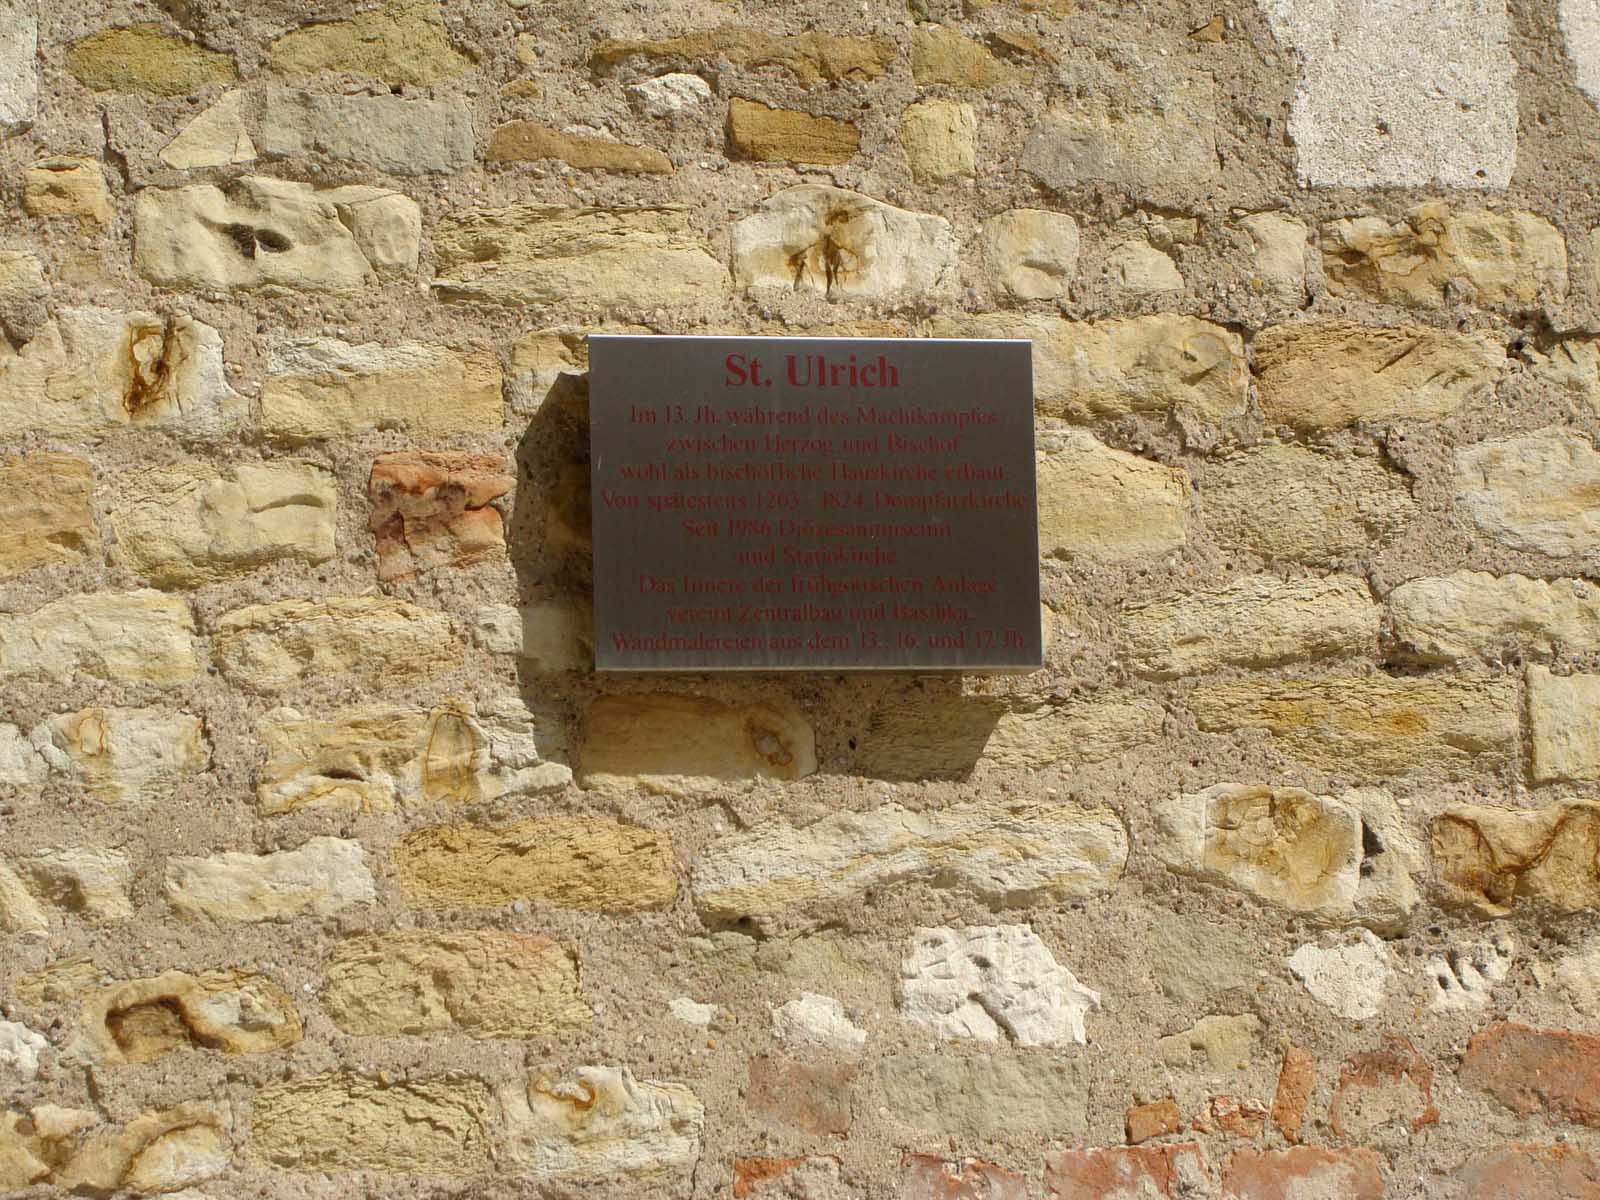 St. Ulrich
Im 13. Jh. während des Machtkampfes
zwischen Herzog und Bischof
wohl als bischöfliche Hauskirche erbaut.
Von spätestens 1263 - 1824 Dompfarrkirche
Seit 1986 Diözesanmuseum
und Statiokirche.
Das Innere der frühgotischen Anlage
vereint Zentralbau und Basilika.
Wandmalereien aus dem 13., 16. und 17. Jh.